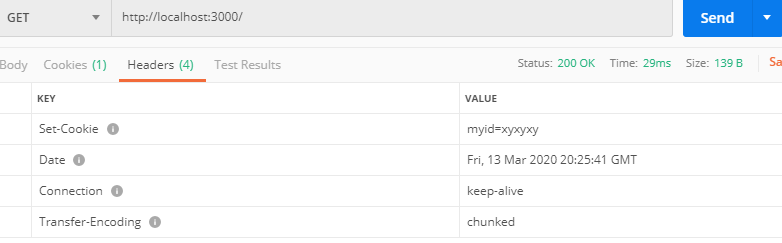 GET http://localhost:3000/ Send
Body Cookies (1) Headers (4) Test Results Status: 200 OK Time: 29ms Size: 139 B Sa
KEY VALUE
Set-Cookie myid=xyxyxy
Date Fri, 13 Mar 2020 20:25:41 GMT
Connection keep-alive
Transfer-Encoding chunked